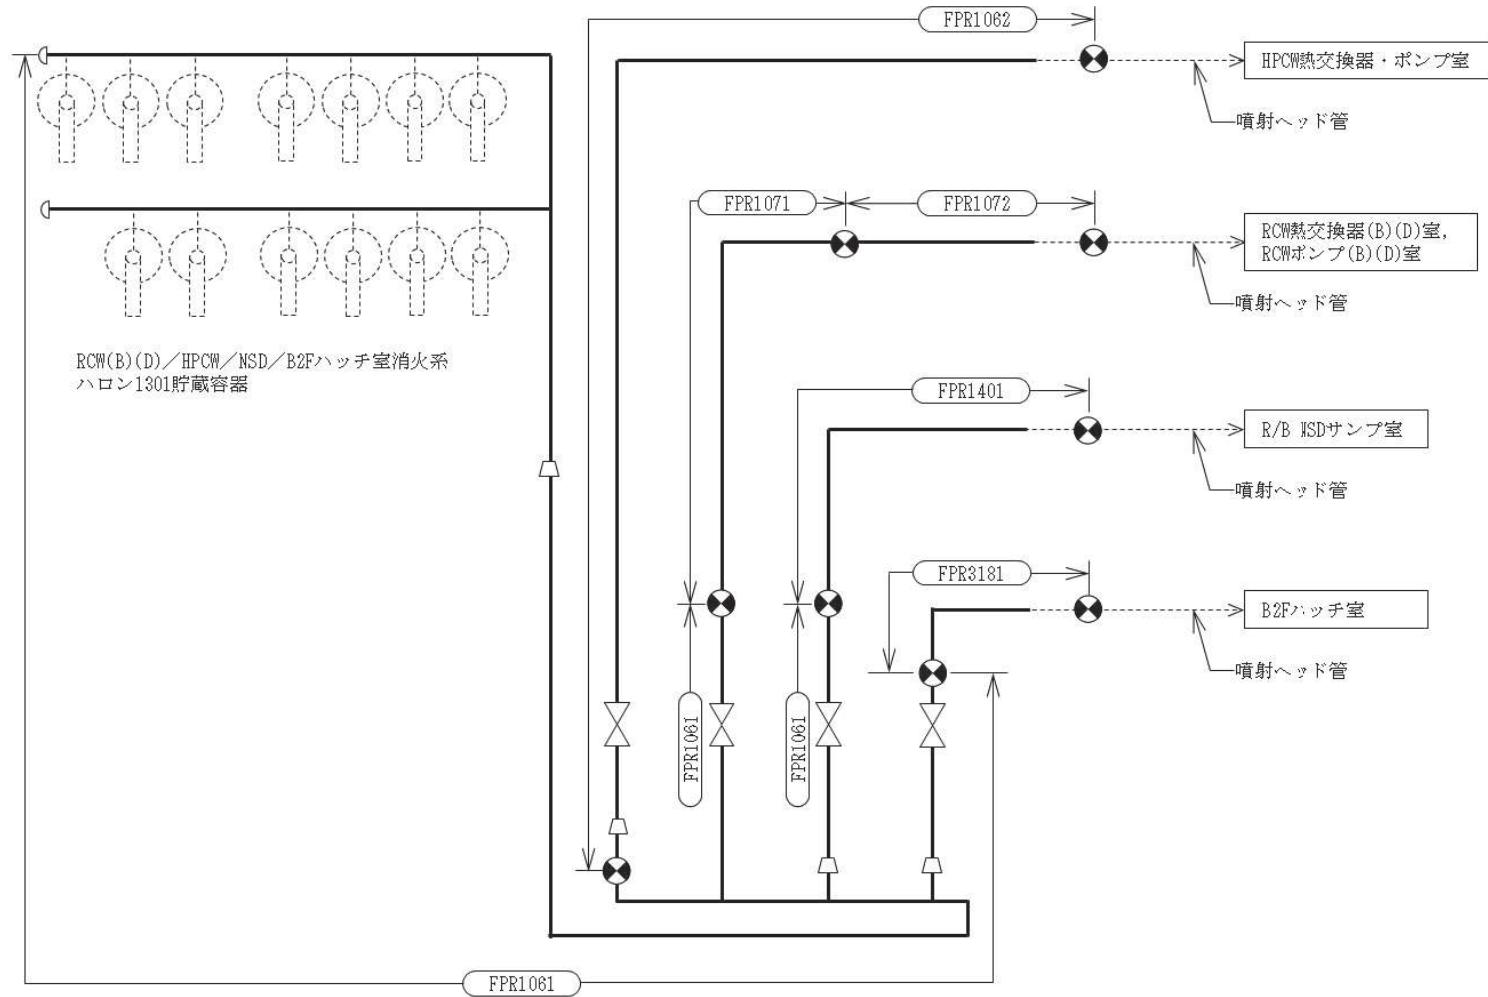 FPR1062
HPCW熱交換器・ポンプ室
噴射ヘッド管
FPR1071
FPR1072
RCW熱交換器(B)(D)室,
RCWポンプ(B)(D)室
噴射ヘッド管
RCW(B)(D)／HPCW／NSD／B2Fハッチ室消火系
ハロン1301貯蔵容器
FPR1401
R/B NSDサンプ室
噴射ヘッド管
FPR3181
B2Fハッチ室
噴射ヘッド管
FPR1061
FPR1061
FPR1061